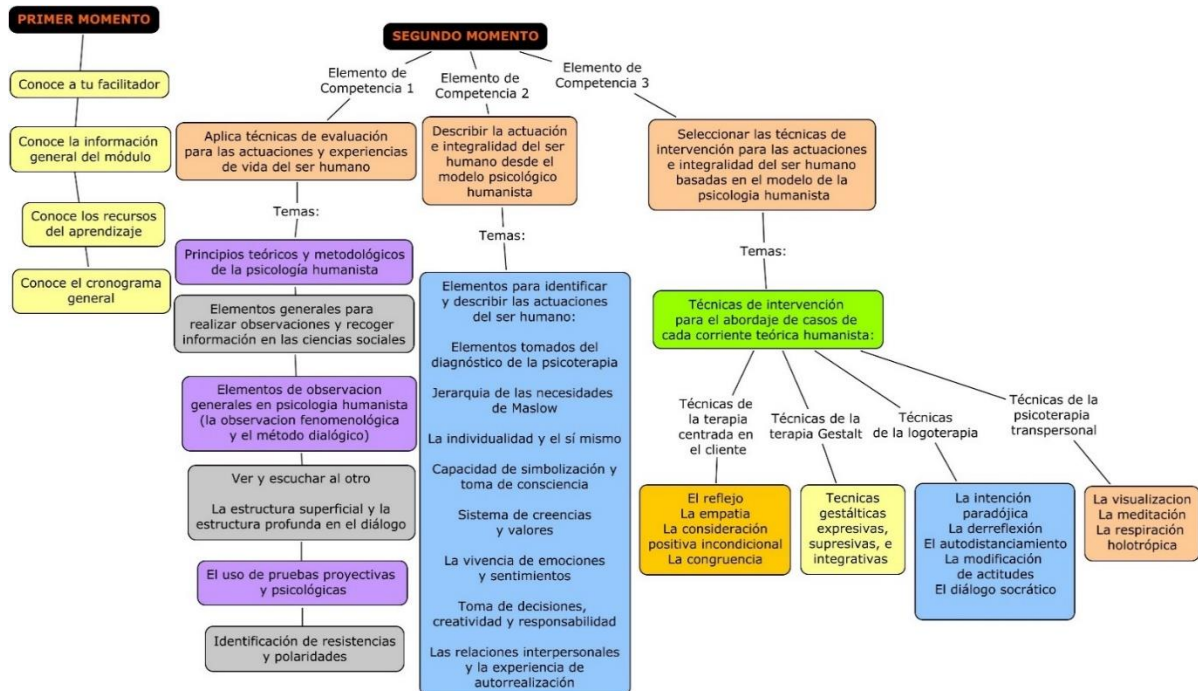 PRIMER MOMENTO
Conoce a tu facilitador
Conoce la información
general del módulo
Conoce los recursos
del aprendizaje
Conoce el cronograma
general
SEGUNDO MOMENTO
Elemento de
Competencia 1
Aplica técnicas de evaluación
para las actuaciones y experiencias
de vida del ser humano
Temas:
Principios teóricos y metodológicos
de la psicología humanista
Elementos generales para
realizar observaciones y recoger
información en las ciencias sociales
Elementos de observacion
generales en psicologia humanista
(la observacion fenomenológica
y el método dialógico)
Ver y escuchar al otro
La estructura superficial y la
estructura profunda en el diálogo
El uso de pruebas proyectivas
y psicológicas
Identificación de resistencias
y polaridades
Elemento de
Competencia 2
Describir la actuación
e integralidad del ser
humano desde el
modelo psicológico
humanista
Temas:
Elementos para identificar
y describir las actuaciones
del ser humano:
Elementos tomados del
diagnóstico de la psicoterapia
Jerarquia de las necesidades
de Maslow
La individualidad y el sí mismo
Capacidad de simbolización y
toma de consciencia
Sistema de creencias
y valores
La vivencia de emociones
y sentimientos
Toma de decisiones,
creatividad y responsabilidad
Las relaciones interpersonales
y la experiencia de
autorrealización
Elemento de
Competencia 3
Seleccionar las técnicas de
intervención para las actuaciones
e integralidad del ser humano
basadas en el modelo de la
psicologia humanista
Temas:
Técnicas de intervención
para el abordaje de casos de
cada corriente teórica humanista:
Técnicas de
la terapia
centrada en
el cliente
El reflejo
La empatia
La consideración
positiva incondicional
La congruencia
Técnicas de la
terapia Gestalt
Tecnicas
gestálticas
expresivas,
supresivas, e
integrativas
Técnicas
de la logoterapia
La intención
paradójica
La derreflexión
El autodistanciamiento
La modificación
de actitudes
El diálogo socrático
Técnicas de la
psicoterapia
transpersonal
La visualizacion
La meditación
La respiración
holotrópica